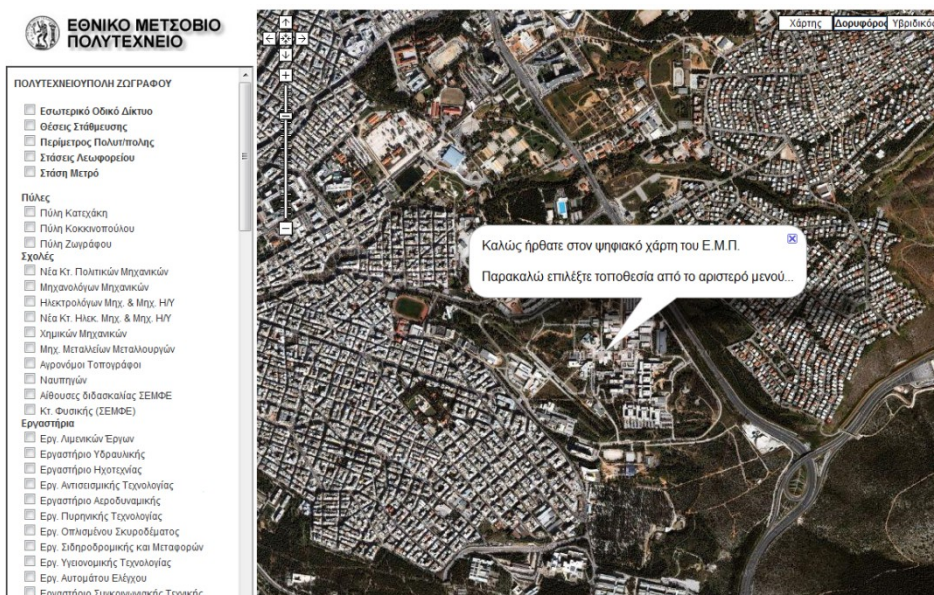 ΕΘΝΙΚΟ ΜΕΤΣΟΒΙΟ
ΠΟΛΥΤΕΧΝΕΙΟ
ΠΟΛΥΤΕΧΝΕΙΟΥΠΟΛΗ ΖΩΓΡΑΦΟΥ
Εσωτερικό Οδικό Δίκτυο
Θέσεις Στάθμευσης
Περίμετρος Πολυτ/πολης
Στάσεις Λεωφορείου
Στάση Μετρό
Πύλες
Πύλη Κατεχάκη
Πύλη Κοκκινοπούλου
Πύλη Ζωγράφου
Σχολές
Νέα Κτ. Πολιτικών Μηχανικών
Μηχανολόγων Μηχανικών
Ηλεκτρολόγων Μηχ. & Μηχ. Η/Υ
Νέα Κτ. Ηλεκ. Μηχ. & Μηχ. Η/Υ
Χημικών Μηχανικών
Μηχ. Μεταλλείων Μεταλλουργών
Αγρονόμοι Τοπογράφοι
Ναυπηγών
Αίθουσες διδασκαλίας ΣΕΜΦΕ
Κτ. Φυσικής (ΣΕΜΦΕ)
Εργαστήρια
Εργ. Λιμενικών Έργων
Εργαστήριο Υδραυλικής
Εργαστήριο Ηχοτεχνίας
Εργ. Αντισεισμικής Τεχνολογίας
Εργαστήριο Αεροδυναμικής
Εργ. Πυρηνικής Τεχνολογίας
Εργ. Οπλισμένου Σκυροδέματος
Εργ. Σιδηροδρομικής και Μεταφορών
Εργ. Υγειονομικής Τεχνολογίας
Εργ. Αυτομάτου Ελέγχου
Εργαστήριο Συγκοινωνιακής Τεχνικής
Χάρτης Δορυφόρος Υβριδικός
Καλώς ήρθατε στον ψηφιακό χάρτη του Ε.Μ.Π.
Παρακαλώ επιλέξτε τοποθεσία από το αριστερό μενού...